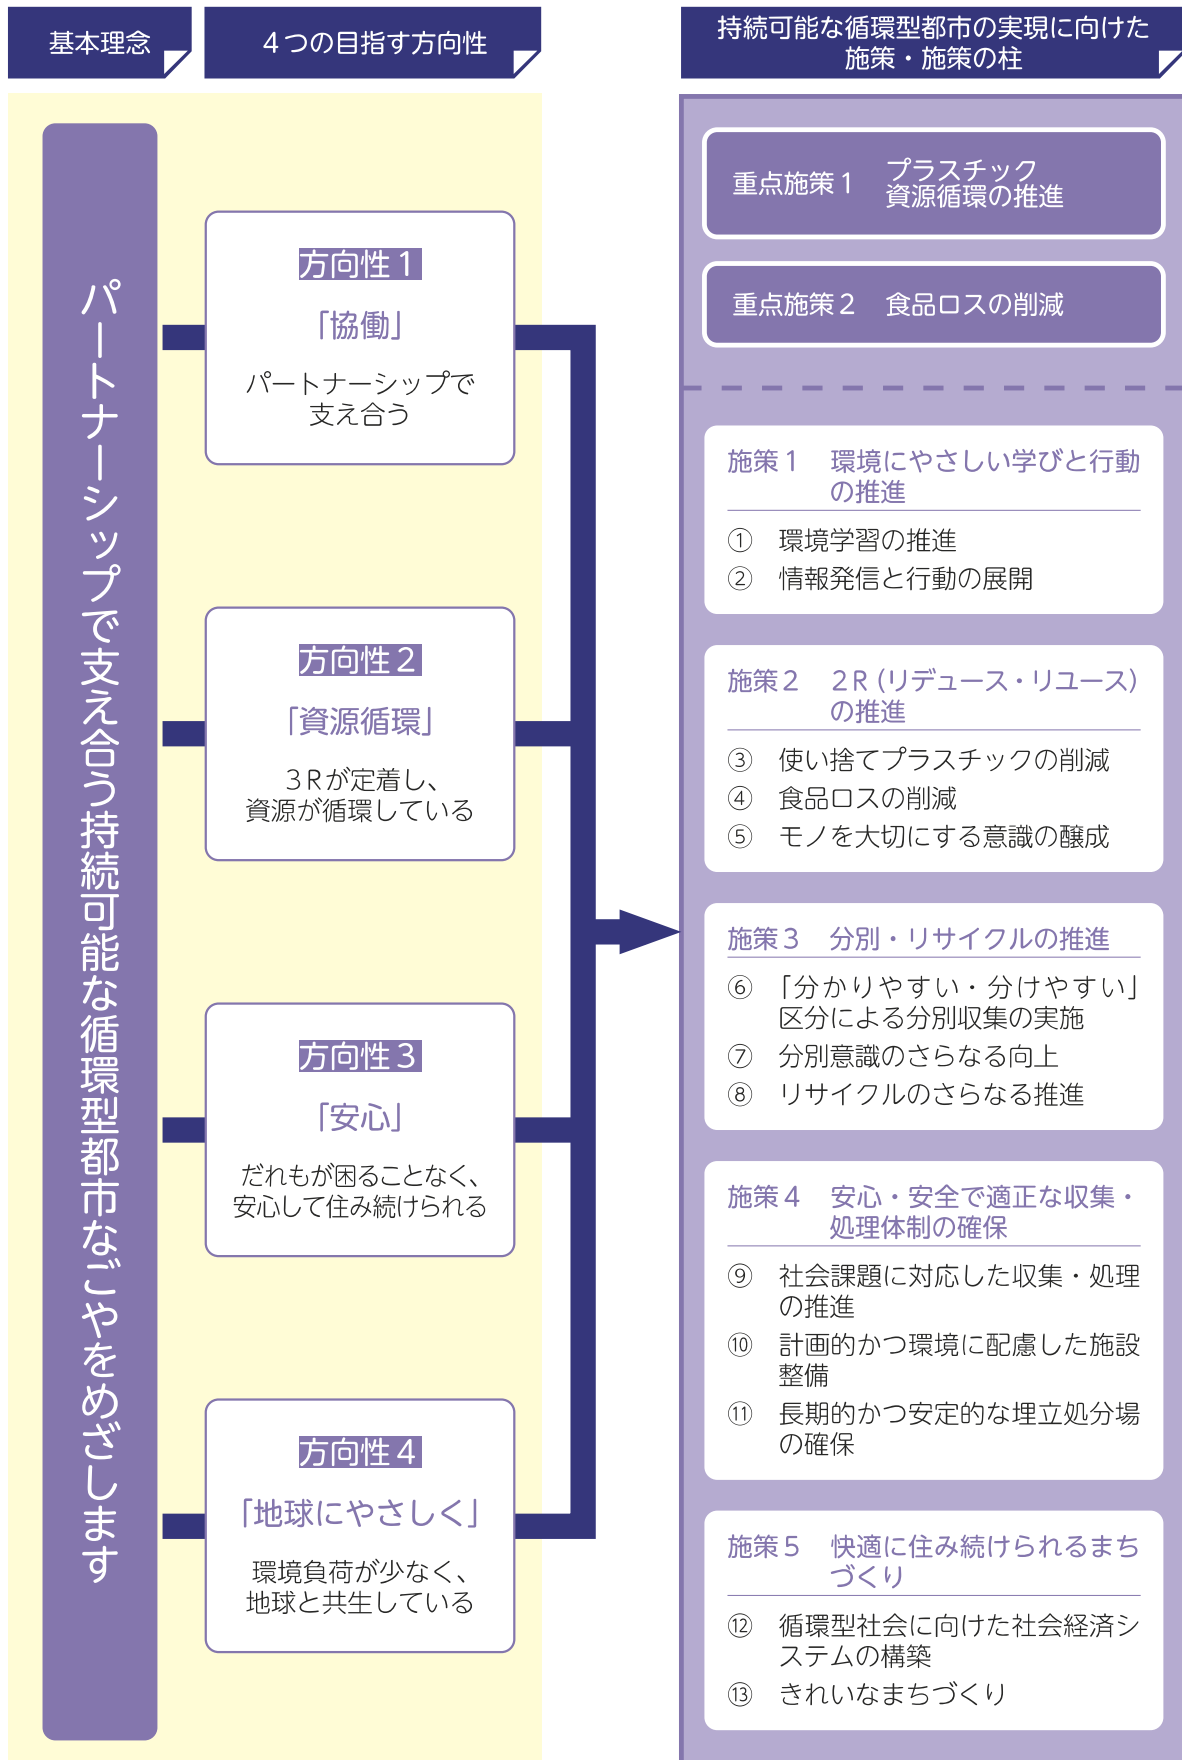 基本理念
4つの目指す方向性
持続可能な循環型都市の実現に向けた
施策・施策の柱
パートナーシップで支え合う持続可能な循環型都市なごやをめざします
方向性1
「協働」
パートナーシップで
支え合う
方向性2
「資源循環」
3Rが定着し、
資源が循環している
方向性3
「安心」
だれもが困ることなく、
安心して住み続けられる
方向性4
「地球にやさしく」
環境負荷が少なく、
地球と共生している
重点施策1 プラスチック
資源循環の推進
重点施策2 食品ロスの削減
施策1 環境にやさしい学びと行動
の推進
① 環境学習の推進
② 情報発信と行動の展開
施策2 2R(リデュース・リユース)
の推進
③ 使い捨てプラスチックの削減
④ 食品ロスの削減
⑤ モノを大切にする意識の醸成
施策3 分別・リサイクルの推進
⑥ 「分かりやすい・分けやすい」
区分による分別収集の実施
⑦ 分別意識のさらなる向上
⑧ リサイクルのさらなる推進
施策4 安心・安全で適正な収集・
処理体制の確保
⑨ 社会課題に対応した収集・処理
の推進
⑩ 計画的かつ環境に配慮した施設
整備
⑪ 長期的かつ安定的な埋立処分場
の確保
施策5 快適に住み続けられるまち
づくり
⑫ 循環型社会に向けた社会経済シ
ステムの構築
⑬ きれいなまちづくり